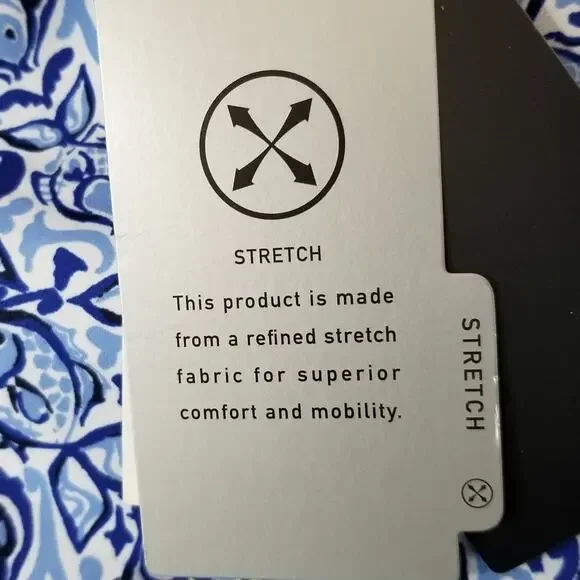 STRETCH
This product is made
from a refined stretch
fabric for superior
comfort and mobility.
STRETCH